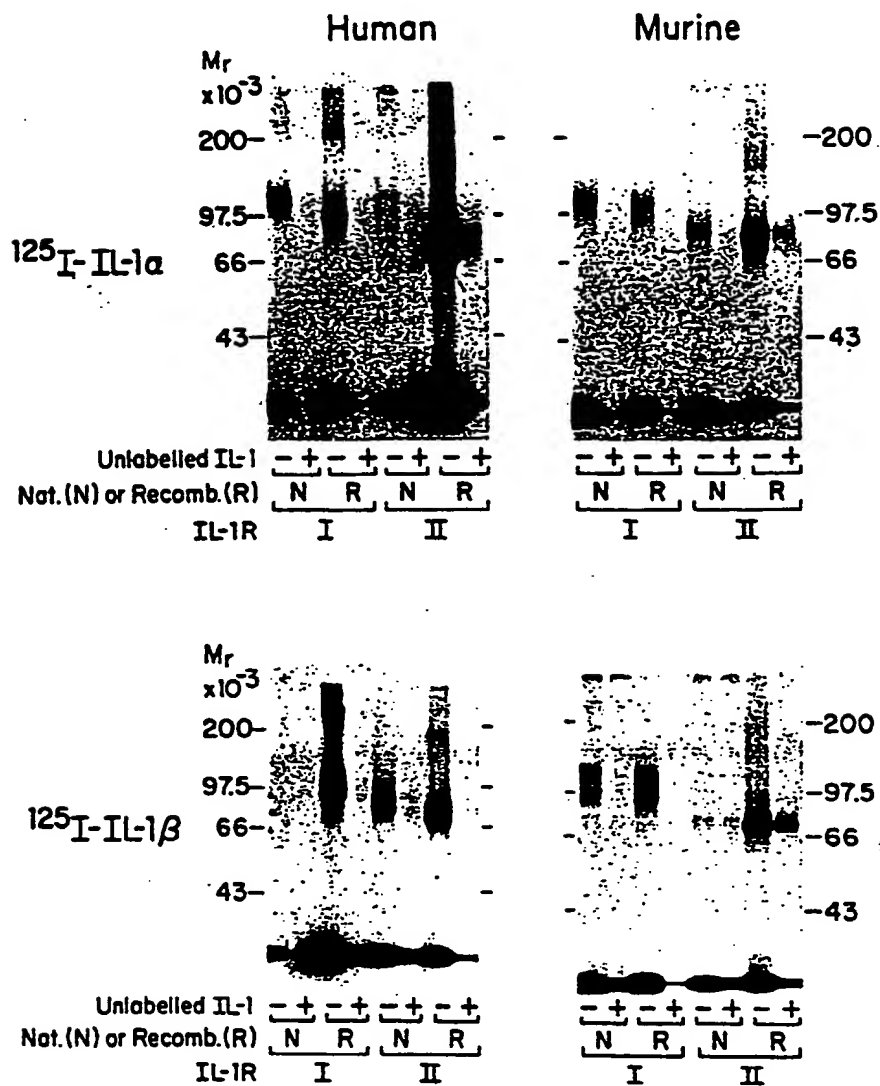 Human Murine
Mr
x10-3
200- -200
97.5- -97.5
125I-IL-1α
66- -66
43- -43
Unlabelled IL-1 - + - + - + - + - + - + - + - +
Nat.(N) or Recomb.(R) N R N R N R N R
IL-1R I II I II
Mr
x10-3
200- -200
97.5- -97.5
125I-IL-1β
66- -66
43- -43
Unlabelled IL-1 - + - + - + - + - + - + - + - +
Nat.(N) or Recomb.(R) N R N R N R N R
IL-1R I II I II